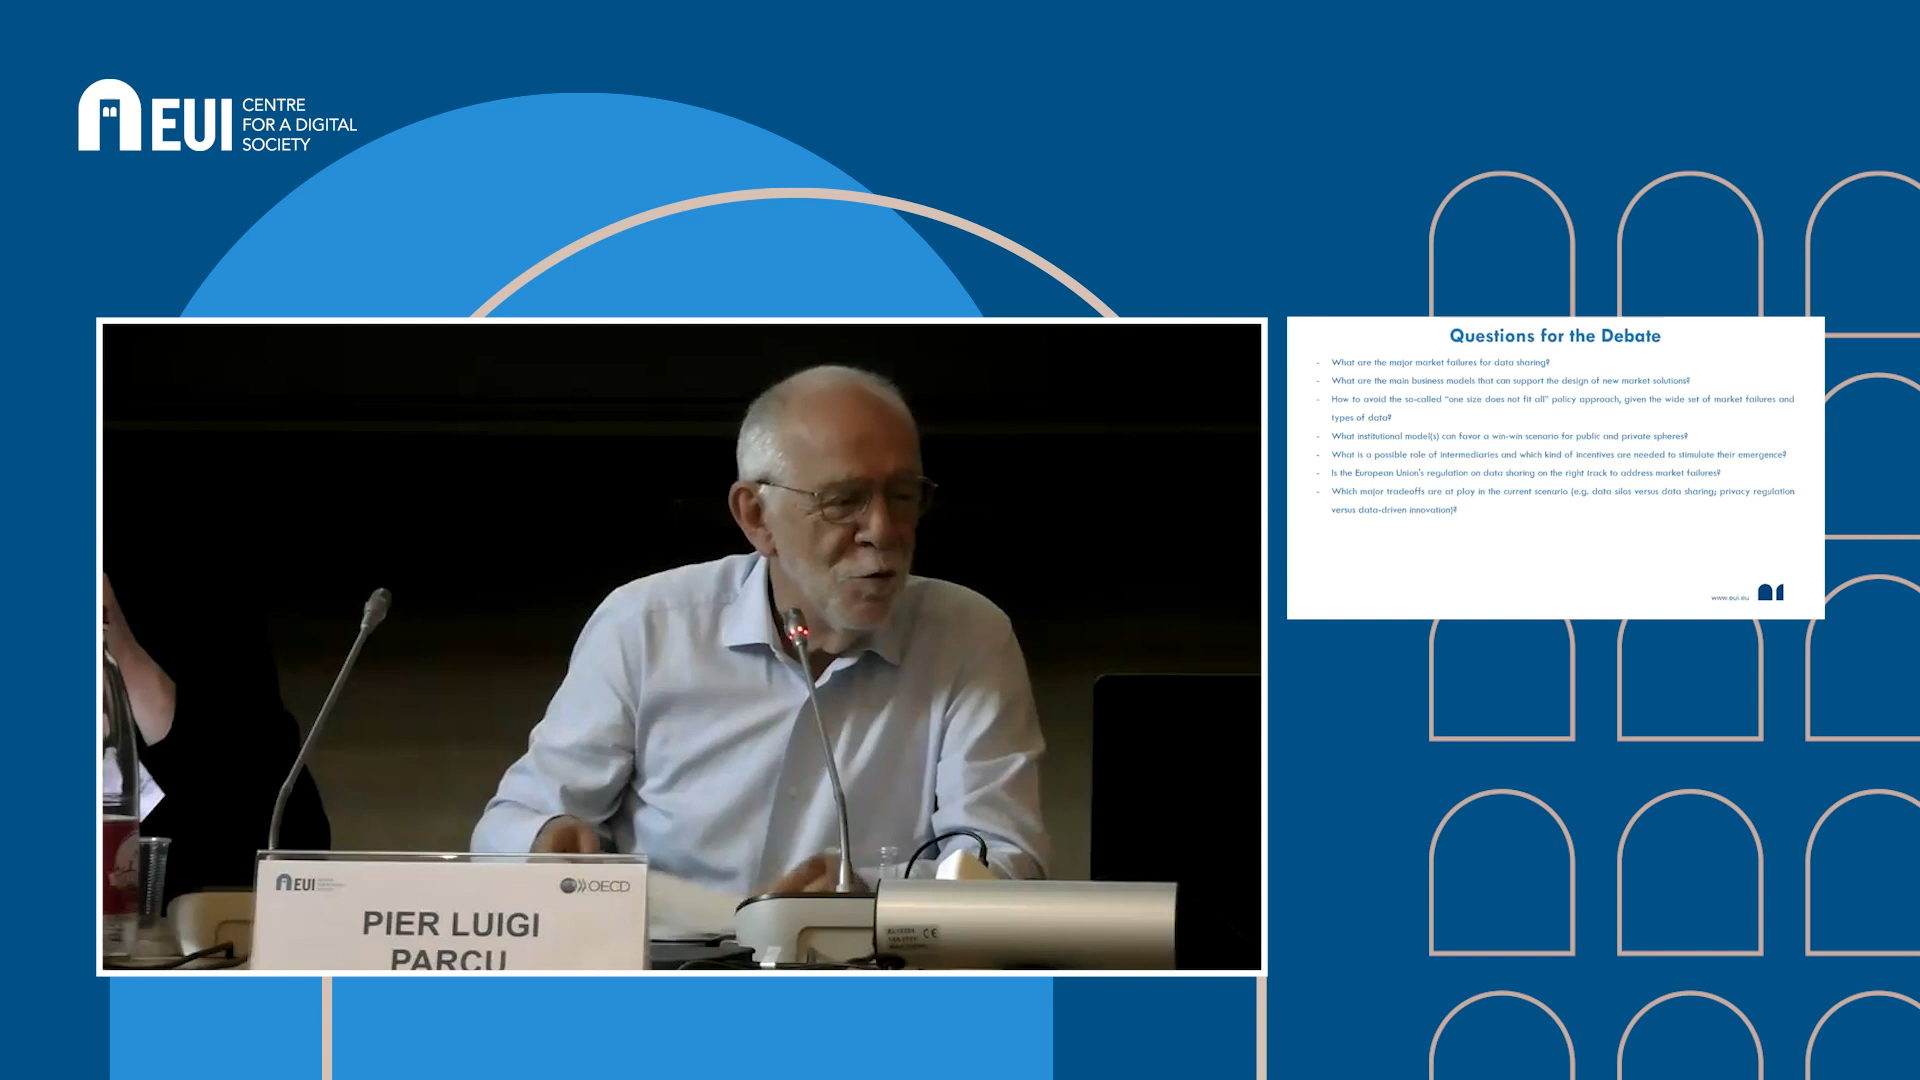 EUI
CENTRE
FOR A DIGITAL
SOCIETY
Questions for the Debate
- What are the major market failures for data sharing?
- What are the main business models that can support the design of new market solutions?
- How to avoid the so-called “one size does not fit all” policy approach, given the wide set of market failures and
types of data?
- What institutional model(s) can favor a win-win scenario for public and private spheres?
- What is a possible role of intermediaries and which kind of incentives are needed to stimulate their emergence?
- Is the European Union's regulation on data sharing on the right track to address market failures?
- Which major tradeoffs are at play in the current scenario (e.g. data silos versus data sharing; privacy regulation
versus data-driven innovation)?
www.eui.eu
EUI
OECD
PIER LUIGI
PARCU
CE